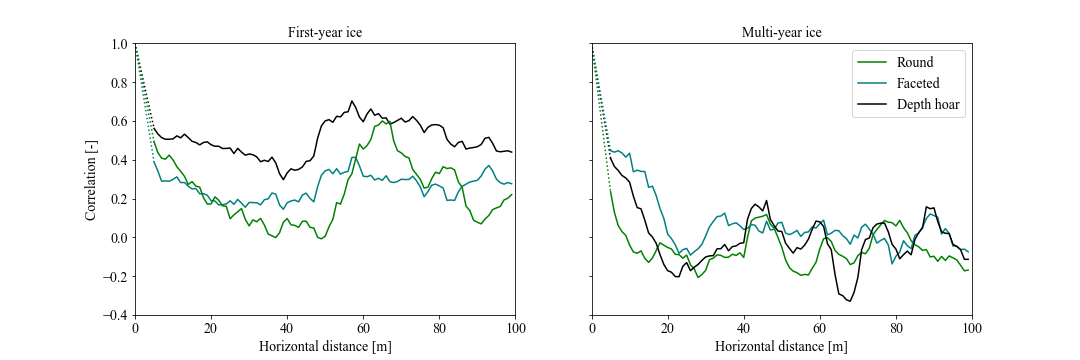 First-year ice
Multi-year ice
Correlation [-]
1.0
0.8
0.6
0.4
0.2
0.0
−0.2
−0.4
0 20 40 60 80 100
Horizontal distance [m]
Round
Faceted
Depth hoar
0 20 40 60 80 100
Horizontal distance [m]